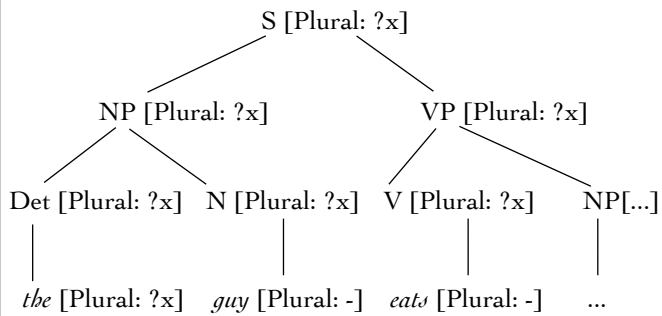 S [Plural: ?x]
NP [Plural: ?x] VP [Plural: ?x]
Det [Plural: ?x] N [Plural: ?x] V [Plural: ?x] NP[...]
the [Plural: ?x] guy [Plural: -] eats [Plural: -] ...